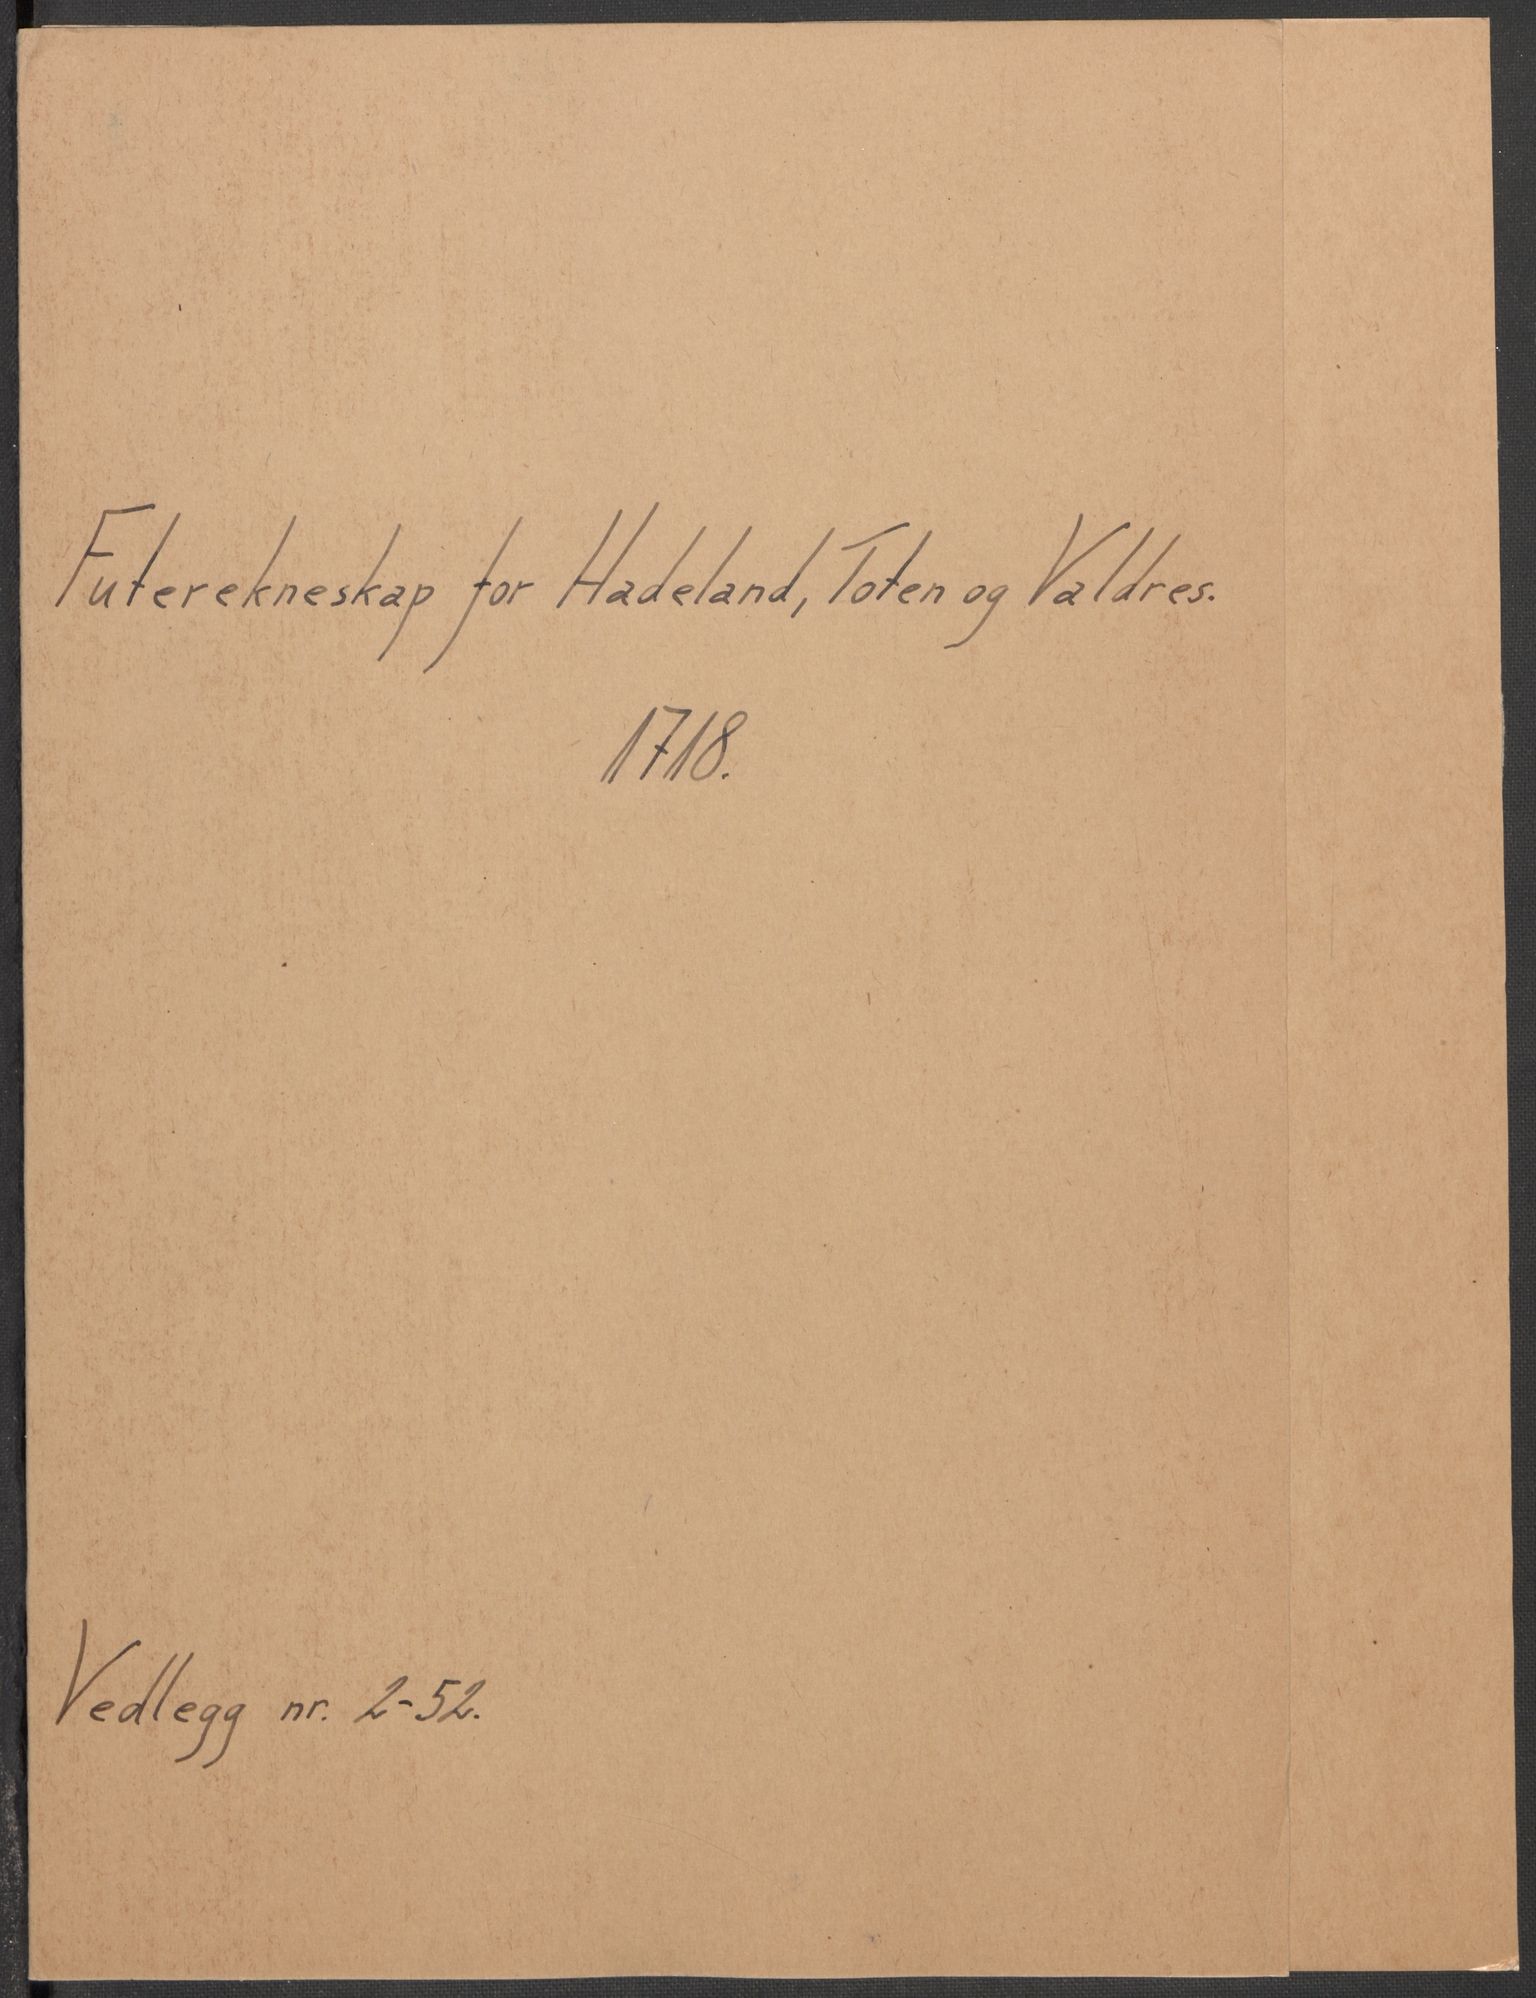 Futerekneskap for Hadeland, Toten og Valdres.
1718.
Vedlegg nr. 2-52.